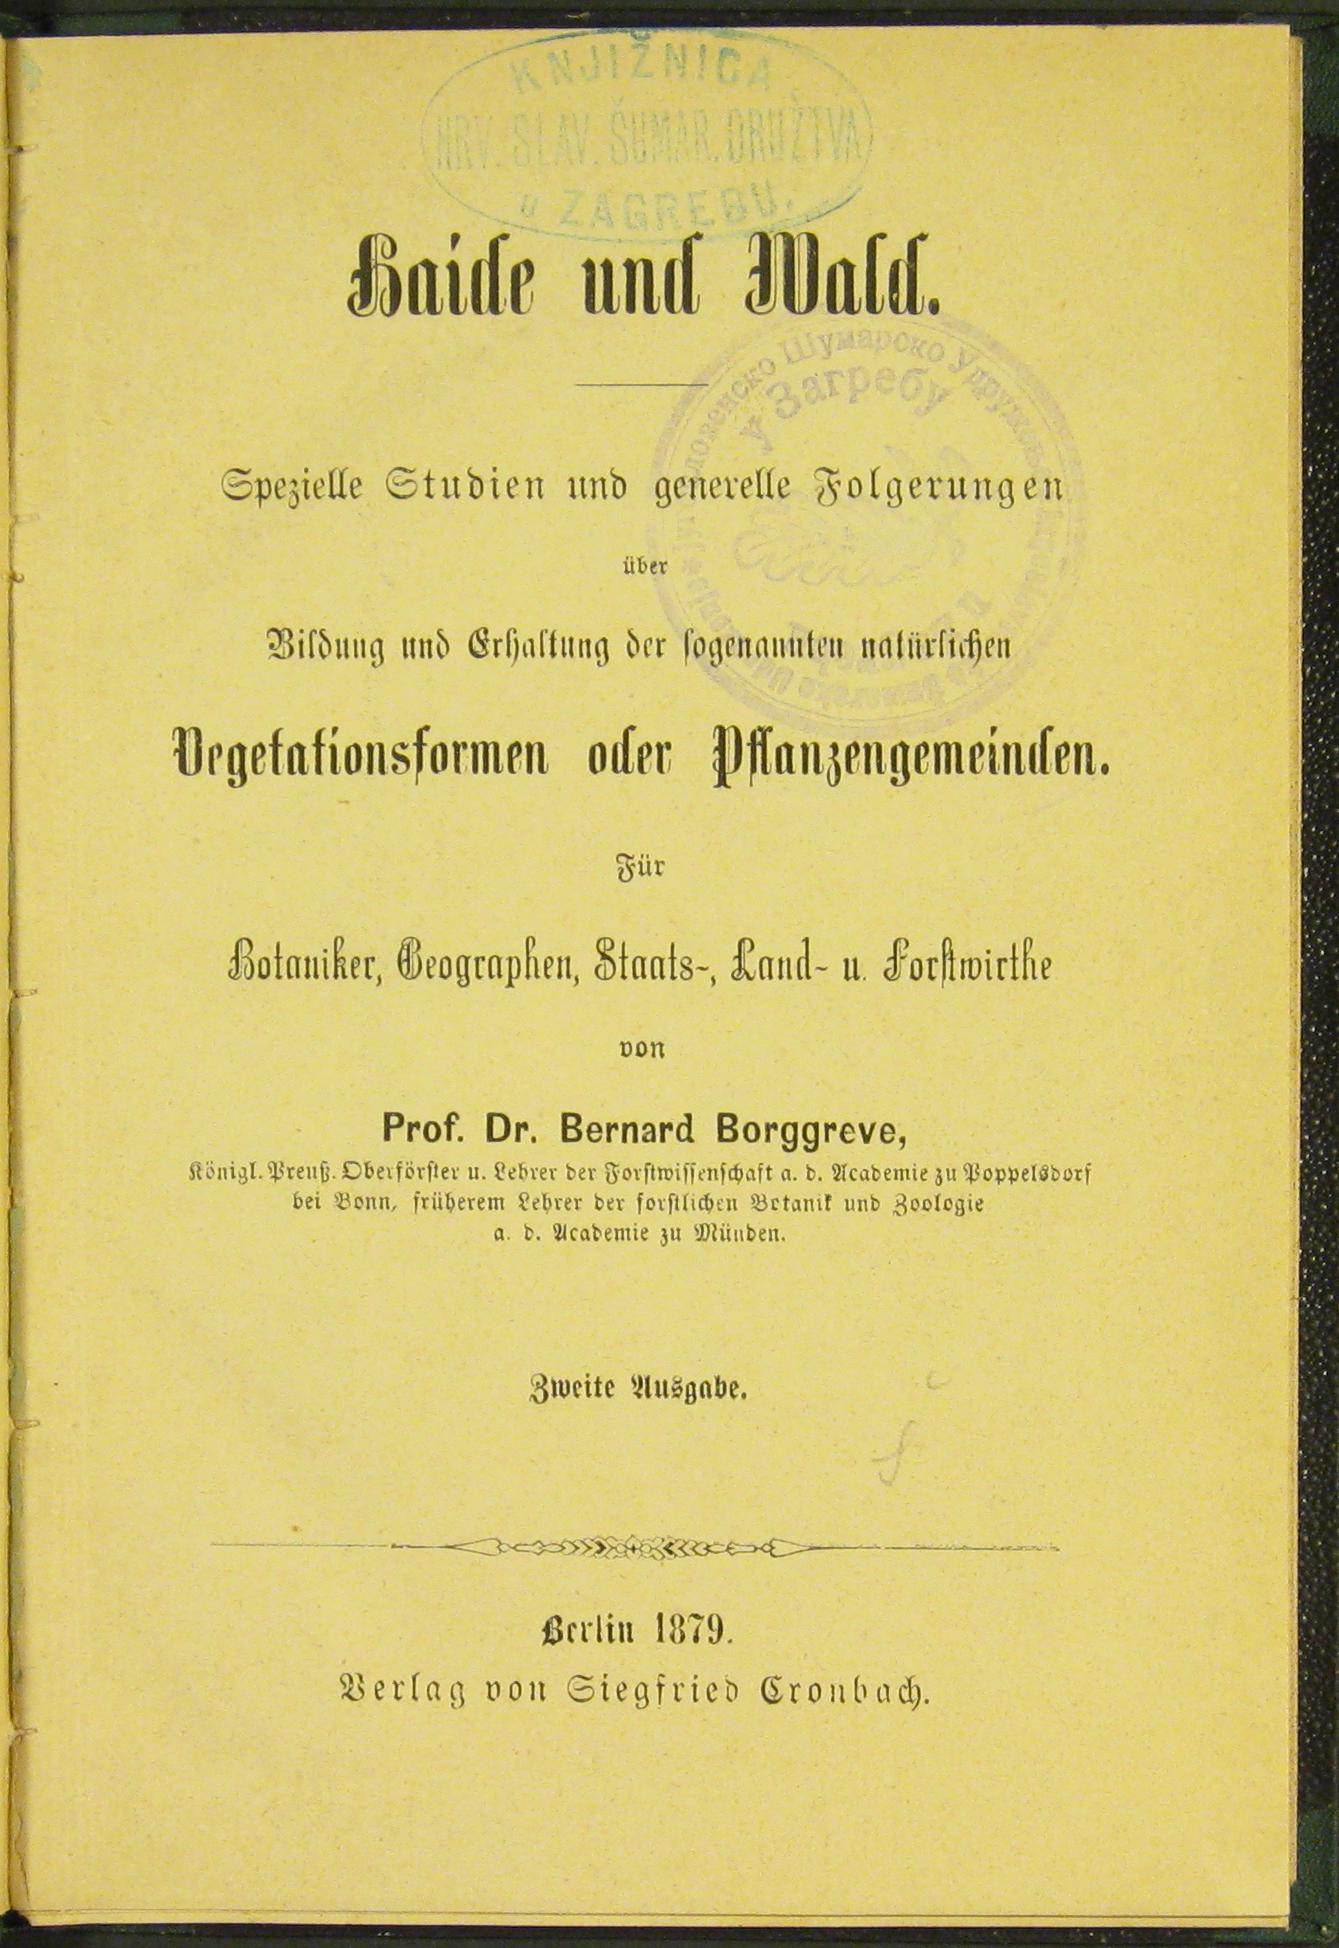 KNJIŽNICA
HRV. SLAV. ŠUMAR. DRUŽTVA
u ZAGREBU.
Haide und Wald.
Шумарско
у Загребу
Spezielle Studien und generelle Folgerungen
über
Bildung und Erhaltung der sogenannten natürlichen
Vegetationsformen oder Pflanzengemeinden.
Für
Botaniker, Geographen, Staats-, Land- u. Forstwirthe
von
Prof. Dr. Bernard Borggreve,
Königl. Preuß. Oberförster u. Lehrer der Forstwissenschaft a. d. Academie zu Poppelsdorf
bei Bonn, früherem Lehrer der forstlichen Botanik und Zoologie
a. d. Academie zu Münden.
Zweite Ausgabe.
Berlin 1879.
Verlag von Siegfried Cronbach.